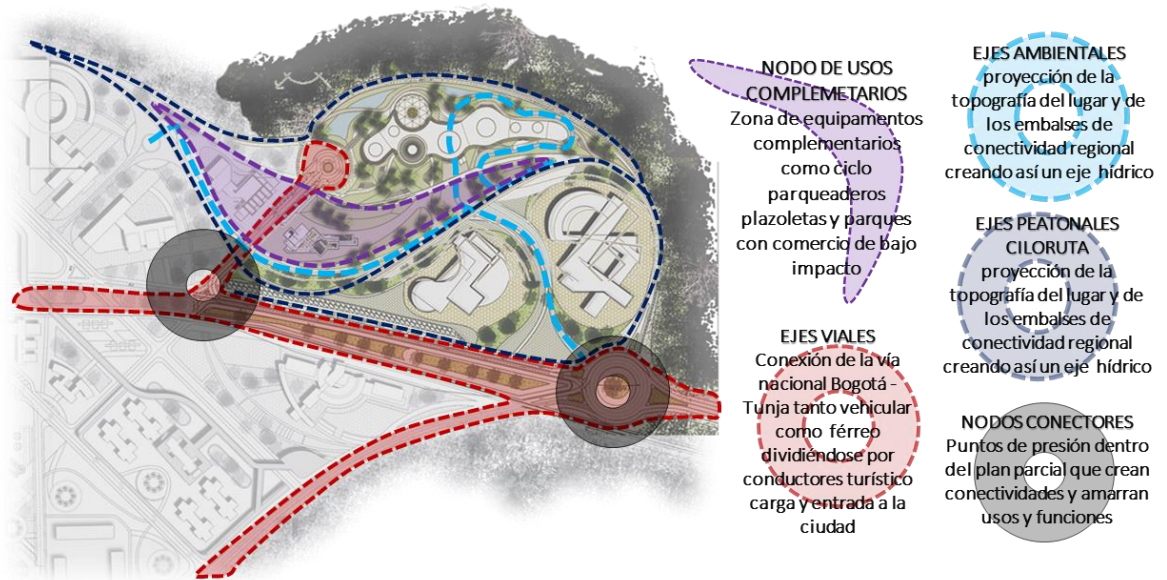 NODO DE USOS
COMPLEMETARIOS
Zona de equipamentos
complementarios
como ciclo
parqueaderos
plazoletas y parques
con comercio de bajo
impacto
EJES VIALES
Conexión de la vía
nacional Bogotá -
Tunja tanto vehicular
como férreo
dividiéndose por
conductores turístico
carga y entrada a la
ciudad
EJES AMBIENTALES
proyección de la
topografía del lugar y de
los embalses de
conectividad regional
creando así un eje hídrico
EJES PEATONALES
CILORUTA
proyección de la
topografía del lugar y de
los embalses de
conectividad regional
creando así un eje hídrico
NODOS CONECTORES
Puntos de presión dentro
del plan parcial que crean
conectividades y amarran
usos y funciones